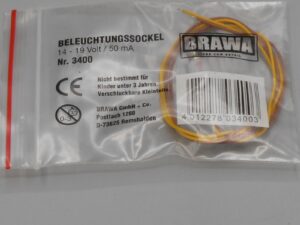 BELEUCHTUNGSSOCKEL
14 - 19 Volt / 50 mA
Nr. 3400
CE
Nicht bestimmt für
Kinder unter 3 Jahren.
Verschluckbare Kleinteile
BRAWA GmbH + Co.
Postfach 1260
D-73625 Remshalden
BRAWA
4 012278 034003